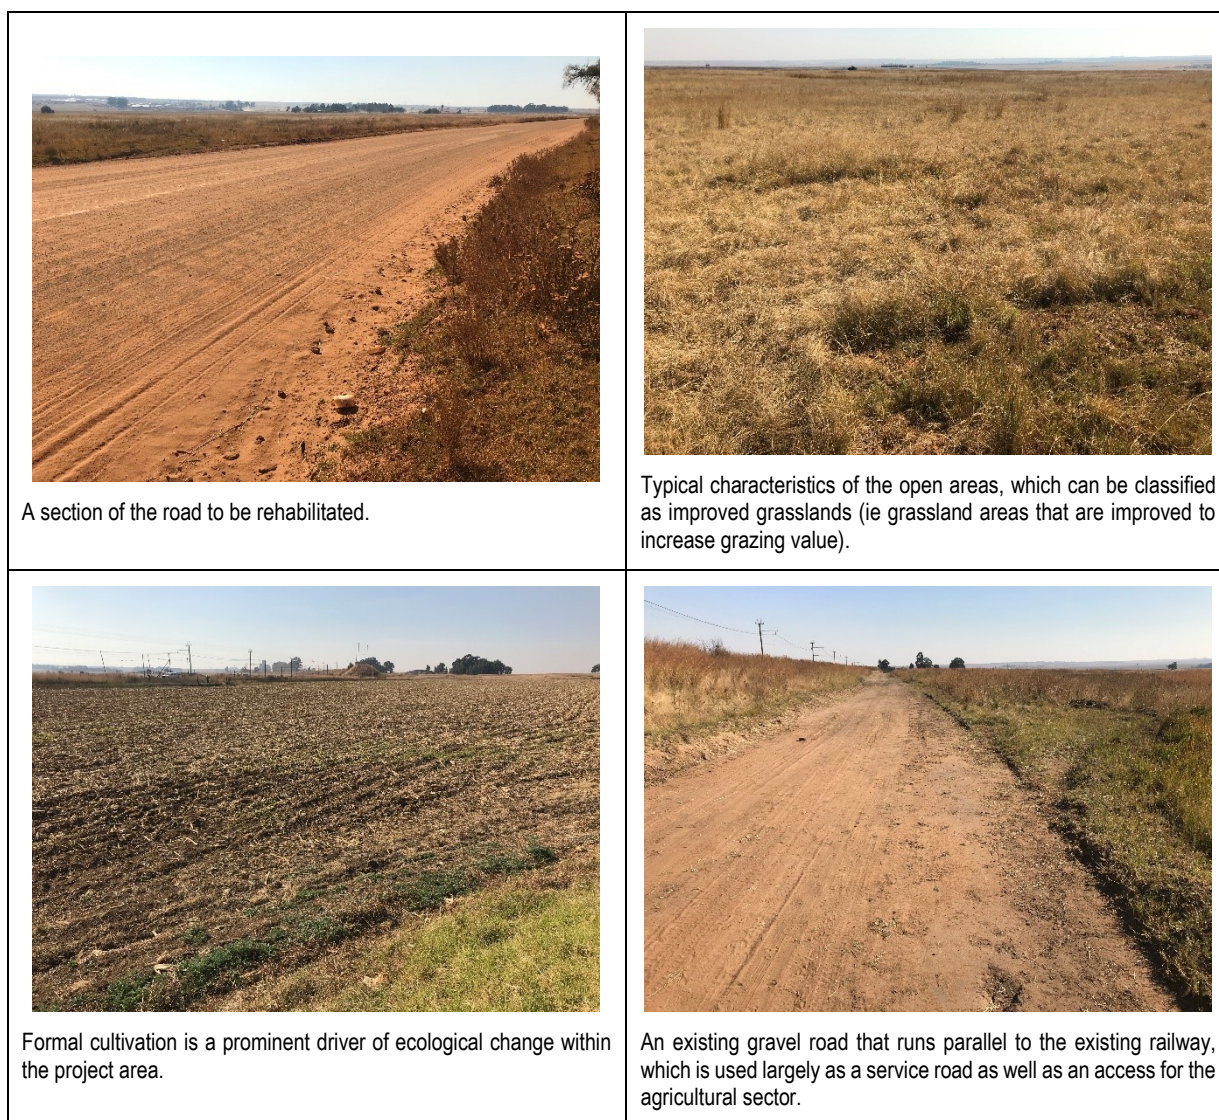 A section of the road to be rehabilitated.
Typical characteristics of the open areas, which can be classified
as improved grasslands (ie grassland areas that are improved to
increase grazing value).
Formal cultivation is a prominent driver of ecological change within
the project area.
An existing gravel road that runs parallel to the existing railway,
which is used largely as a service road as well as an access for the
agricultural sector.